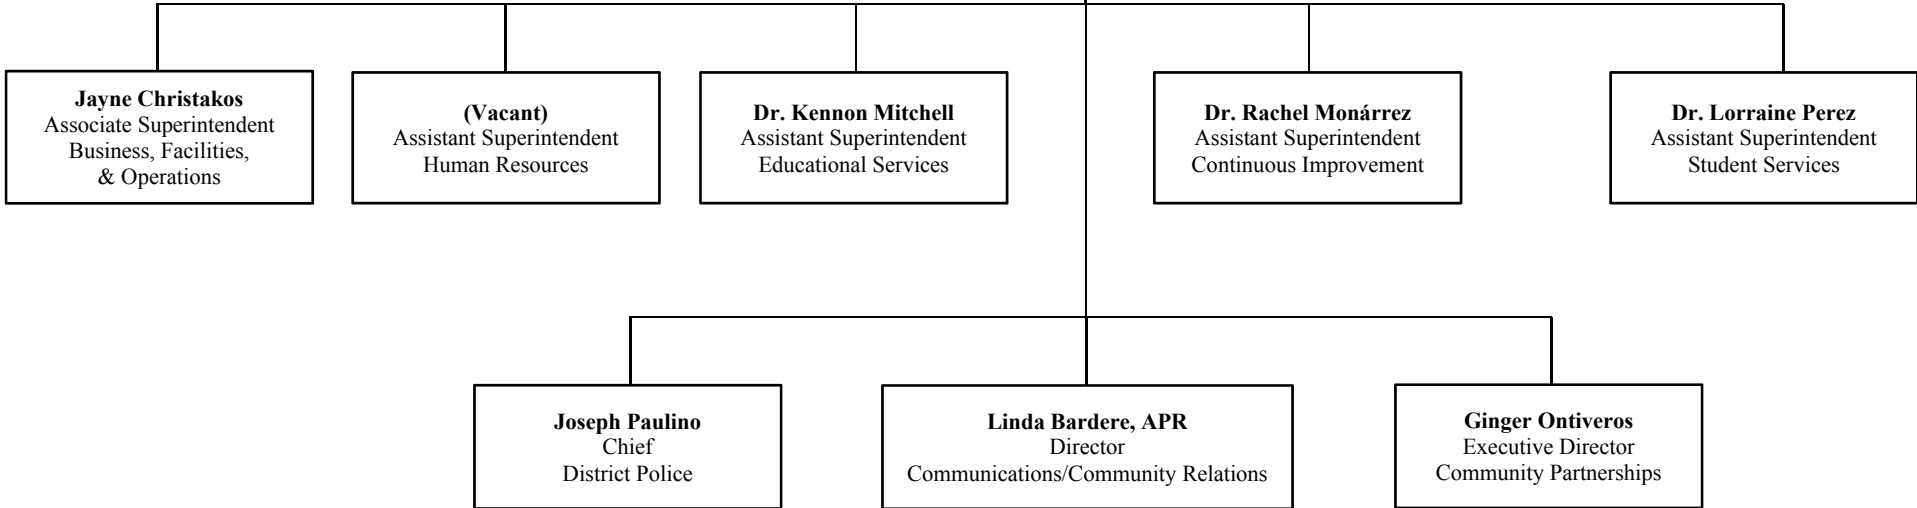 Jayne Christakos
Associate Superintendent
Business, Facilities,
& Operations
(Vacant)
Assistant Superintendent
Human Resources
Dr. Kennon Mitchell
Assistant Superintendent
Educational Services
Dr. Rachel Monárrez
Assistant Superintendent
Continuous Improvement
Dr. Lorraine Perez
Assistant Superintendent
Student Services
Joseph Paulino
Chief
District Police
Linda Bardere, APR
Director
Communications/Community Relations
Ginger Ontiveros
Executive Director
Community Partnerships